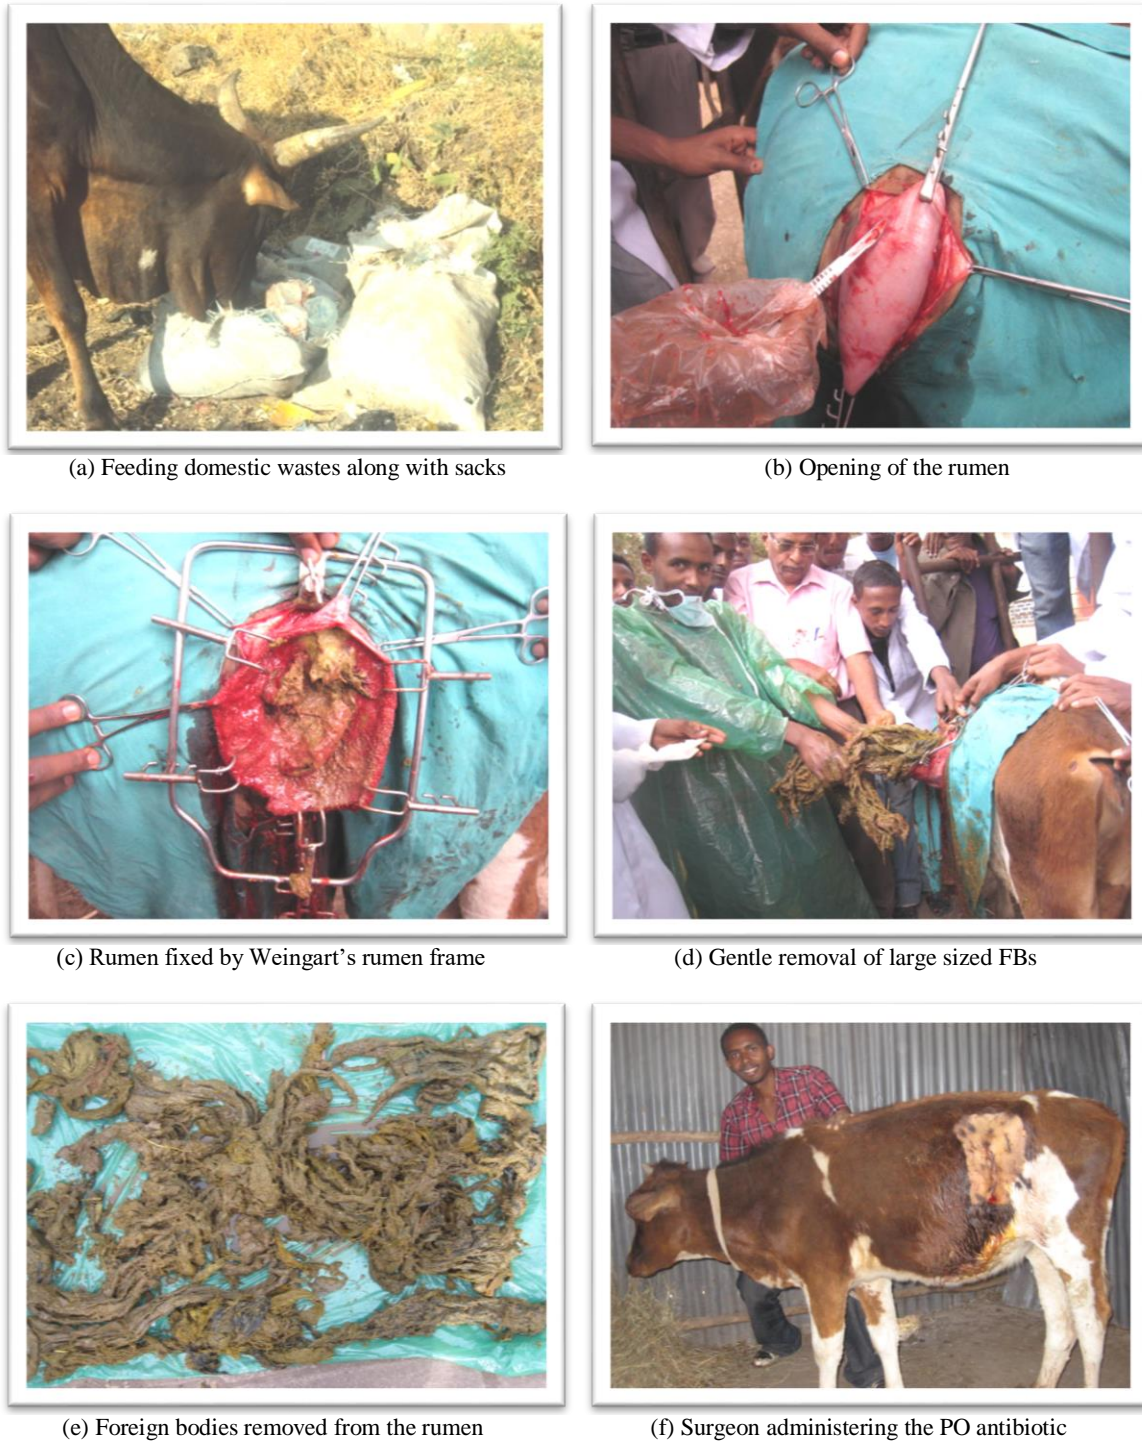 (a) Feeding domestic wastes along with sacks
(b) Opening of the rumen
(c) Rumen fixed by Weingart’s rumen frame
(d) Gentle removal of large sized FBs
(e) Foreign bodies removed from the rumen
(f) Surgeon administering the PO antibiotic